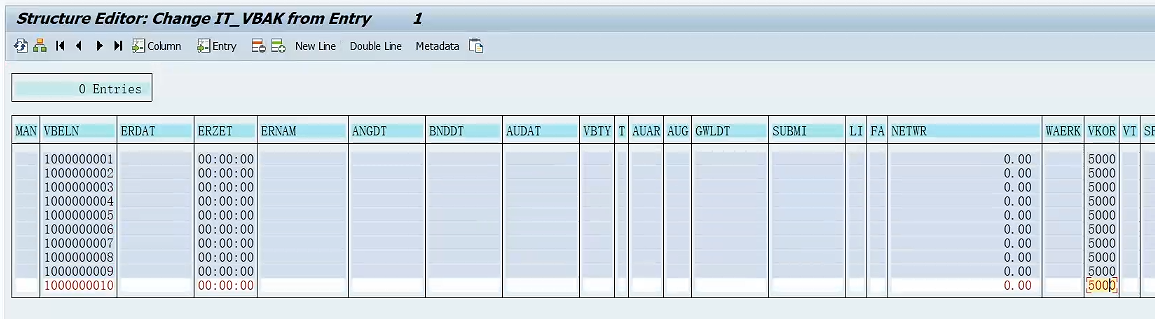 Structure Editor: Change IT_VBAK from Entry 1
Column Entry New Line Double Line Metadata
0 Entries
MAN VBELN ERDAT ERZET ERNAM ANGDT BNDDT AUDAT VBTY T AUAR AUG GWLDT SUBMI LI FA NETWR WAERK VKOR VT SP
1000000001 00:00:00 0.00 5000
1000000002 00:00:00 0.00 5000
1000000003 00:00:00 0.00 5000
1000000004 00:00:00 0.00 5000
1000000005 00:00:00 0.00 5000
1000000006 00:00:00 0.00 5000
1000000007 00:00:00 0.00 5000
1000000008 00:00:00 0.00 5000
1000000009 00:00:00 0.00 5000
1000000010 00:00:00 0.00 5000